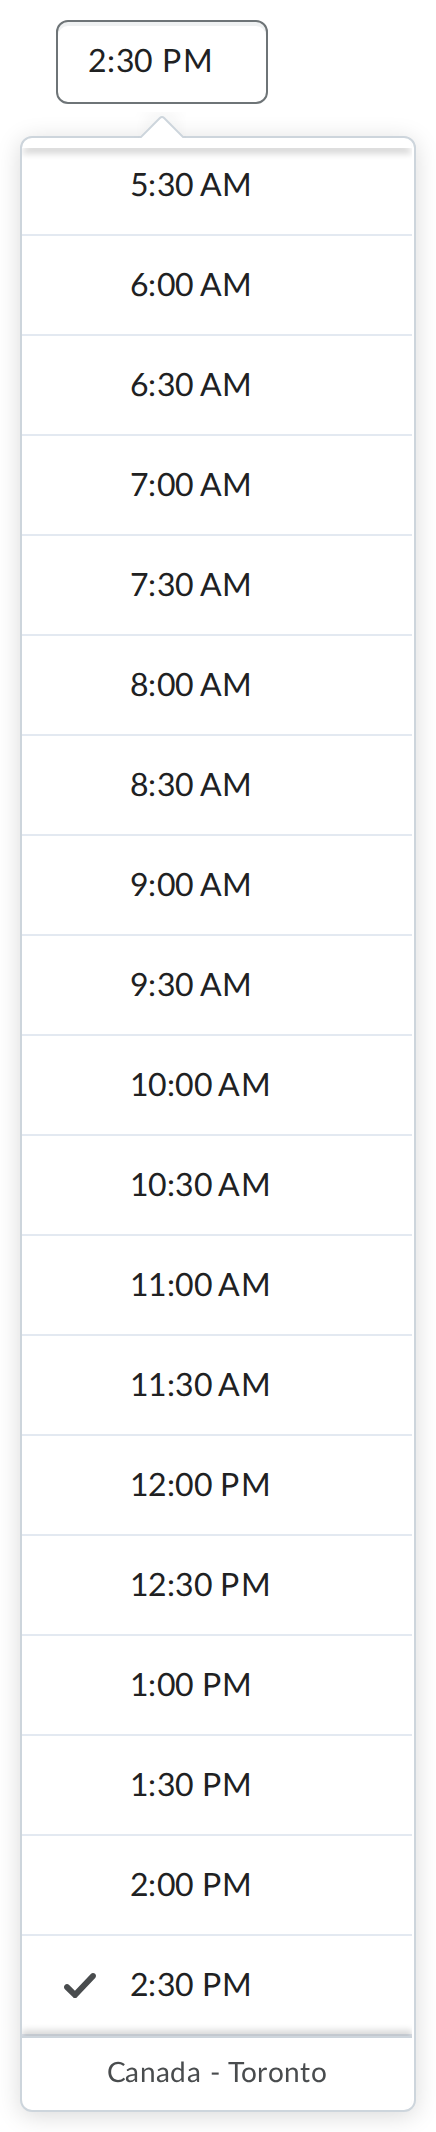 2:30 PM
5:30 AM
6:00 AM
6:30 AM
7:00 AM
7:30 AM
8:00 AM
8:30 AM
9:00 AM
9:30 AM
10:00 AM
10:30 AM
11:00 AM
11:30 AM
12:00 PM
12:30 PM
1:00 PM
1:30 PM
2:00 PM
2:30 PM
Canada - Toronto